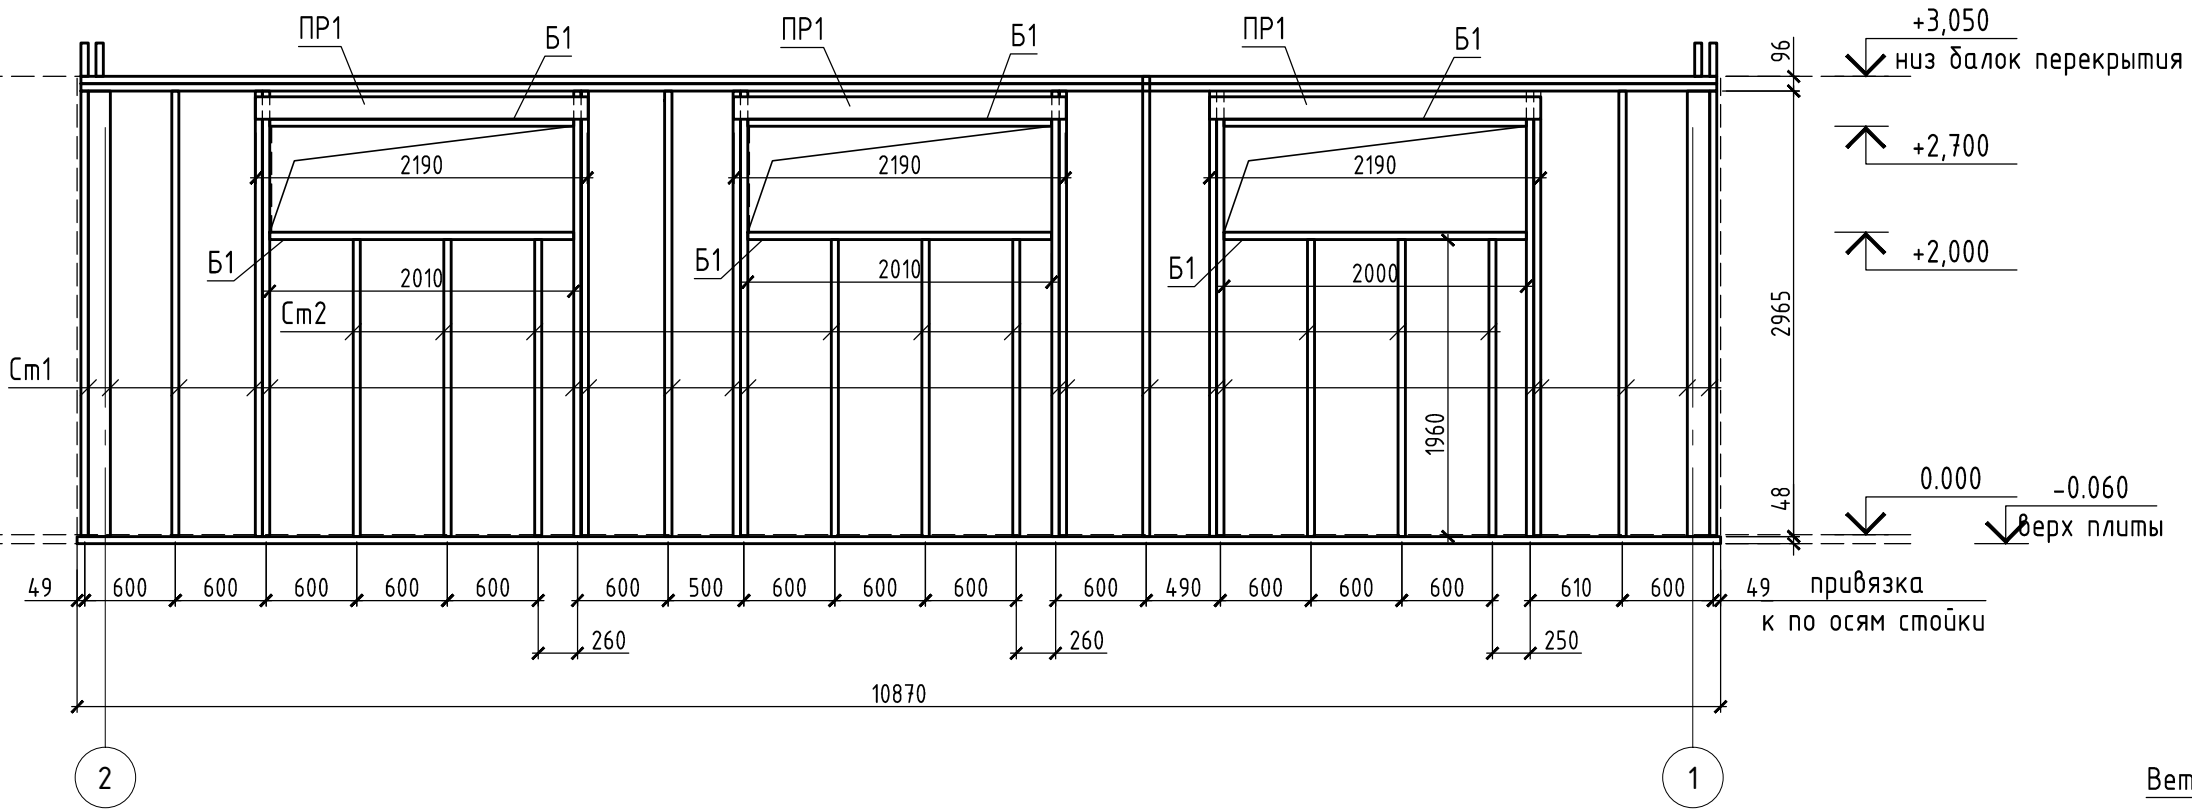 ПР1
Б1
ПР1
Б1
ПР1
Б1
96
+3,050
низ балок перекрытия
+2,700
2190
2190
2190
+2,000
Б1
Б1
Б1
2010
2010
2000
Ст2
2965
Ст1
1960
48
0.000
-0.060
верх плиты
49
600
600
600
600
600
600
500
600
600
600
600
490
600
600
600
610
600
49
привязка
к по осям стойки
260
260
250
10870
2
1
Вет